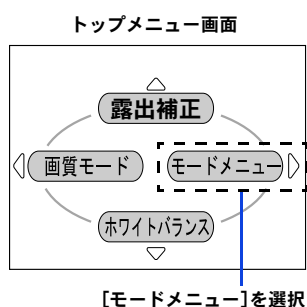 トップメニュー画面
露出補正
画質モード
モードメニュー
ホワイトバランス
[モードメニュー]を選択